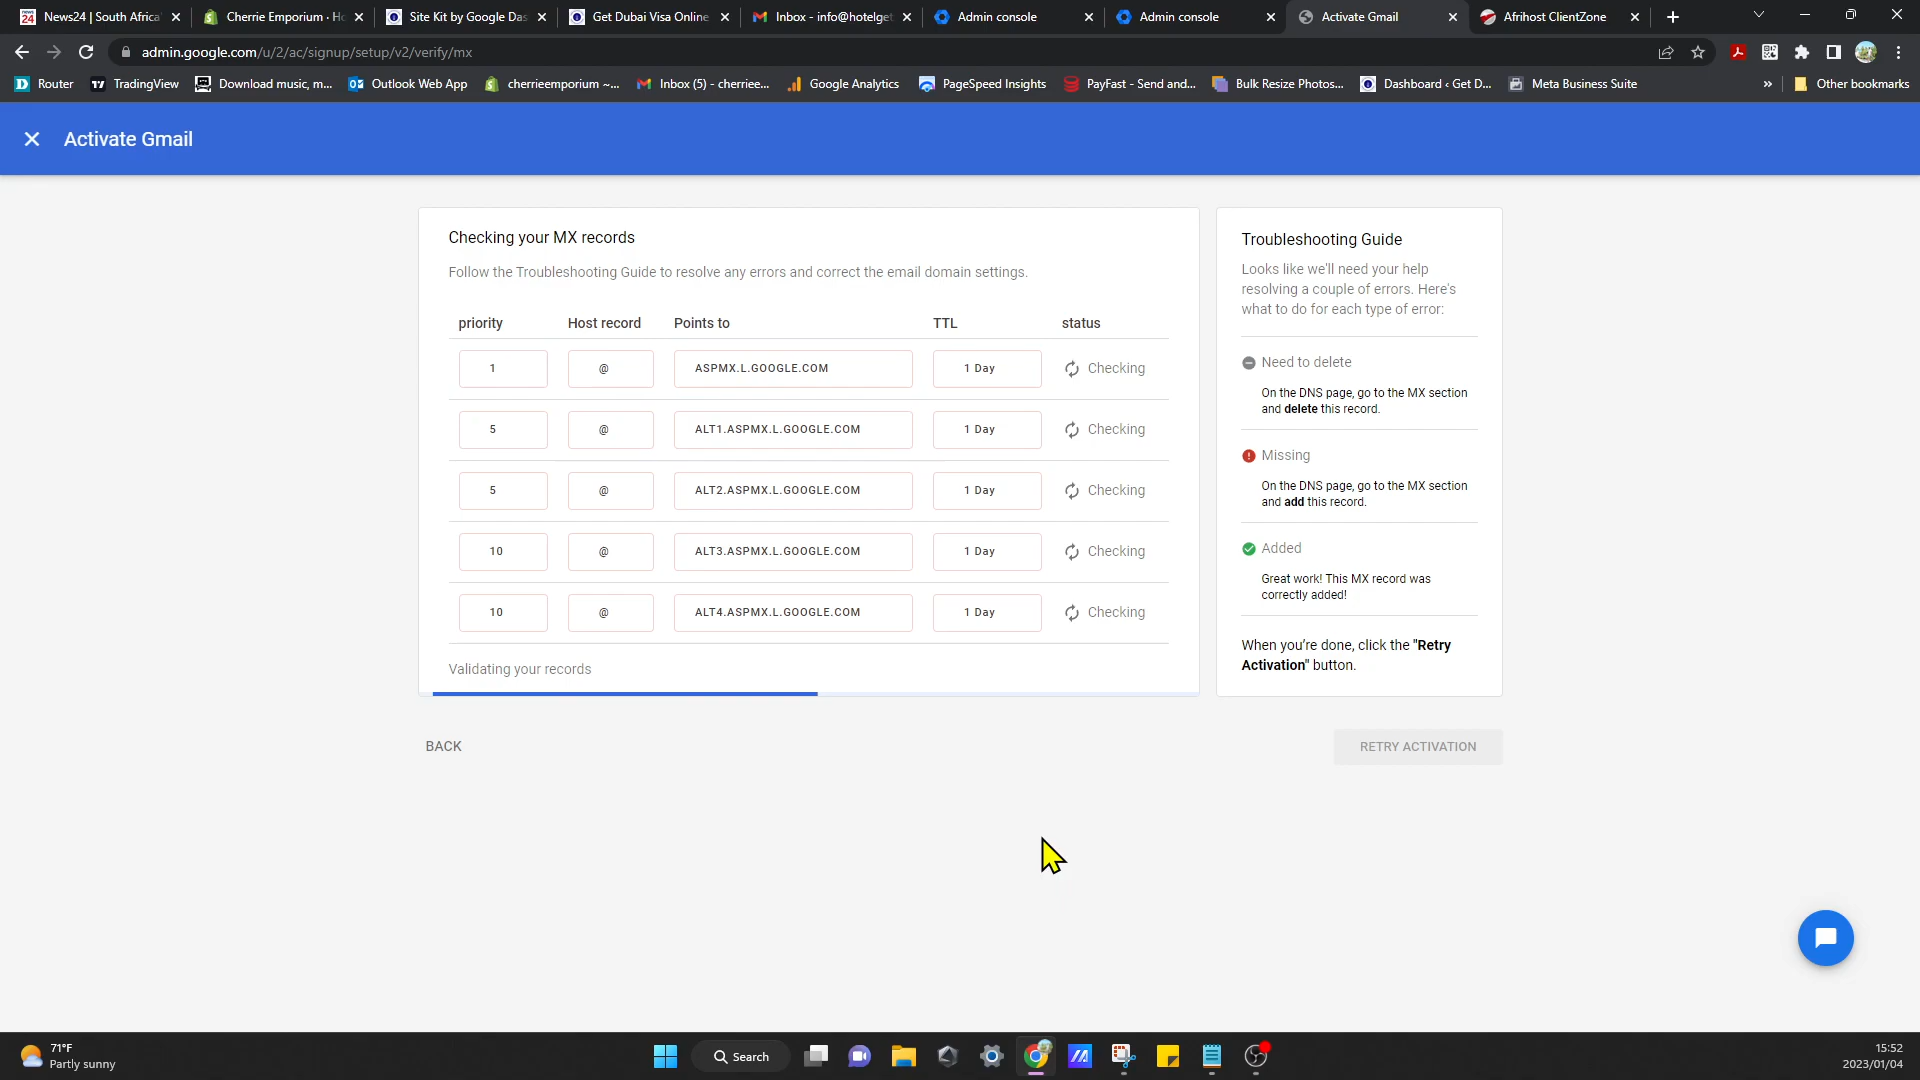 News24 | South Africa
Cherrie Emporium · Ho
Site Kit by Google Das
Get Dubai Visa Online
Inbox - info@hotelget
Admin console
Admin console
Activate Gmail
Afrihost ClientZone
admin.google.com/u/2/ac/signup/setup/v2/verify/mx
Router
TradingView
Download music, m...
Outlook Web App
cherrieemporium ~...
Inbox (5) - cherriee...
Google Analytics
PageSpeed Insights
PayFast - Send and...
Bulk Resize Photos...
Dashboard ‹ Get D...
Meta Business Suite
»
Other bookmarks
Activate Gmail
Checking your MX records
Follow the Troubleshooting Guide to resolve any errors and correct the email domain settings.
priority Host record Points to TTL status
1 @ ASPMX.L.GOOGLE.COM 1 Day Checking
5 @ ALT1.ASPMX.L.GOOGLE.COM 1 Day Checking
5 @ ALT2.ASPMX.L.GOOGLE.COM 1 Day Checking
10 @ ALT3.ASPMX.L.GOOGLE.COM 1 Day Checking
10 @ ALT4.ASPMX.L.GOOGLE.COM 1 Day Checking
Validating your records
BACK
Troubleshooting Guide
Looks like we'll need your help
resolving a couple of errors. Here's
what to do for each type of error:
Need to delete
On the DNS page, go to the MX section
and delete this record.
Missing
On the DNS page, go to the MX section
and add this record.
Added
Great work! This MX record was
correctly added!
When you're done, click the "Retry
Activation" button.
RETRY ACTIVATION
71°F
Partly sunny
Search
15:52
2023/01/04